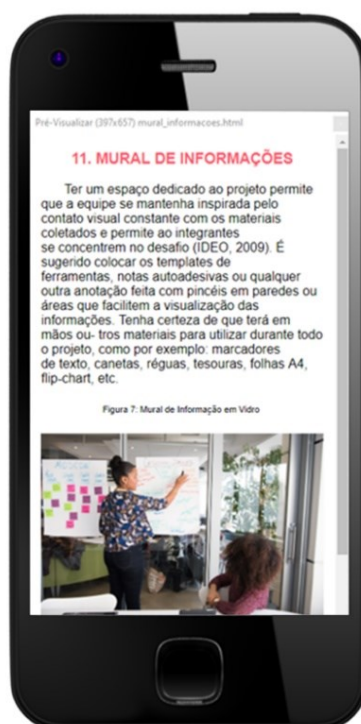 Pré-Visualizar (397x657) mural_informacoes.html
11. MURAL DE INFORMAÇÕES
Ter um espaço dedicado ao projeto permite
que a equipe se mantenha inspirada pelo
contato visual constante com os materiais
coletados e permite ao integrantes
se concentrem no desafio (IDEO, 2009). É
sugerido colocar os templates de
ferramentas, notas autoadesivas ou qualquer
outra anotação feita com pincéis em paredes ou
áreas que facilitem a visualização das
informações. Tenha certeza de que terá em
mãos ou- tros materiais para utilizar durante todo
o projeto, como por exemplo: marcadores
de texto, canetas, réguas, tesouras, folhas A4,
flip-chart, etc.
Figura 7: Mural de Informação em Vidro